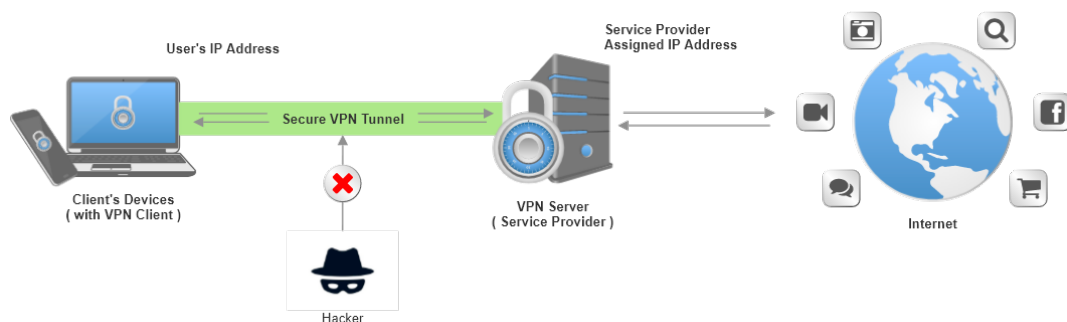 User's IP Address
Service Provider
Assigned IP Address
Secure VPN Tunnel
Client's Devices
( with VPN Client )
VPN Server
( Service Provider )
Internet
Hacker